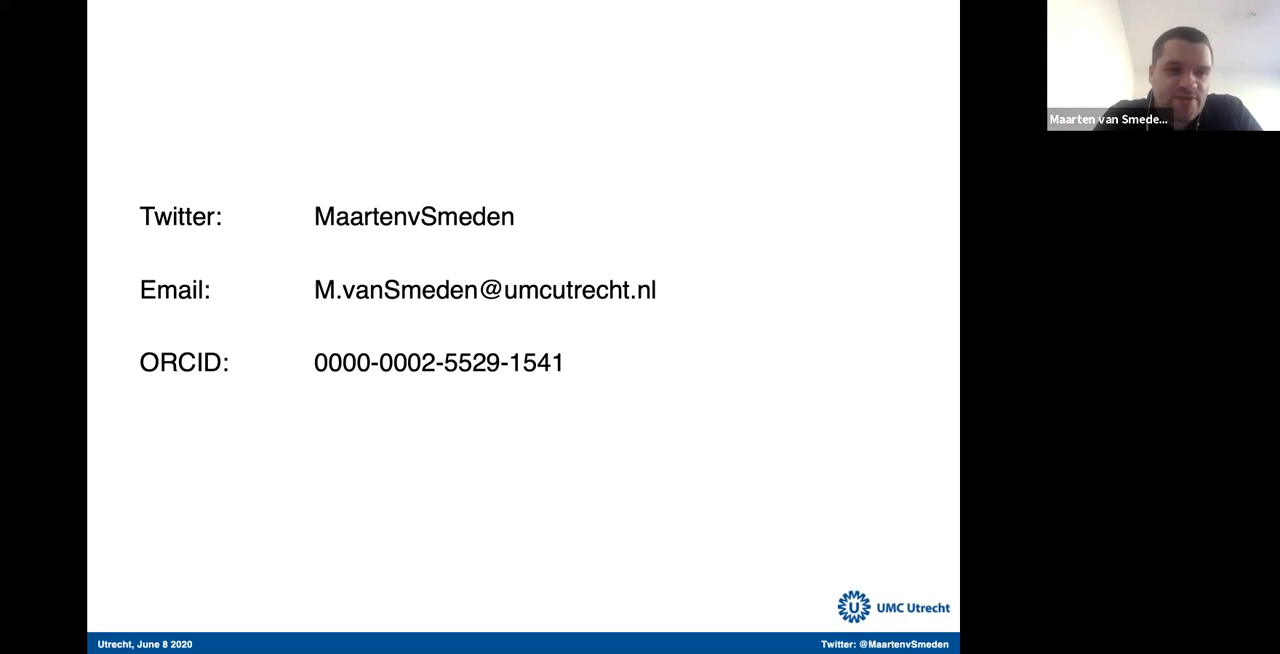 Twitter: MaartenvSmeden
Email: M.vanSmeden@umcutrecht.nl
ORCID: 0000-0002-5529-1541
UMC Utrecht
Utrecht, June 8 2020
Twitter: @MaartenvSmeden
Maarten van Smede...